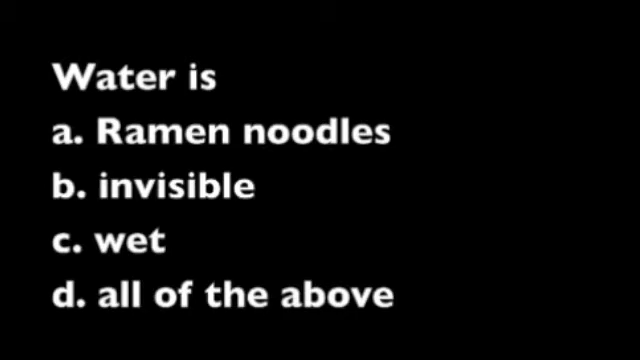 Water is
a. Ramen noodles
b. invisible
c. wet
d. all of the above